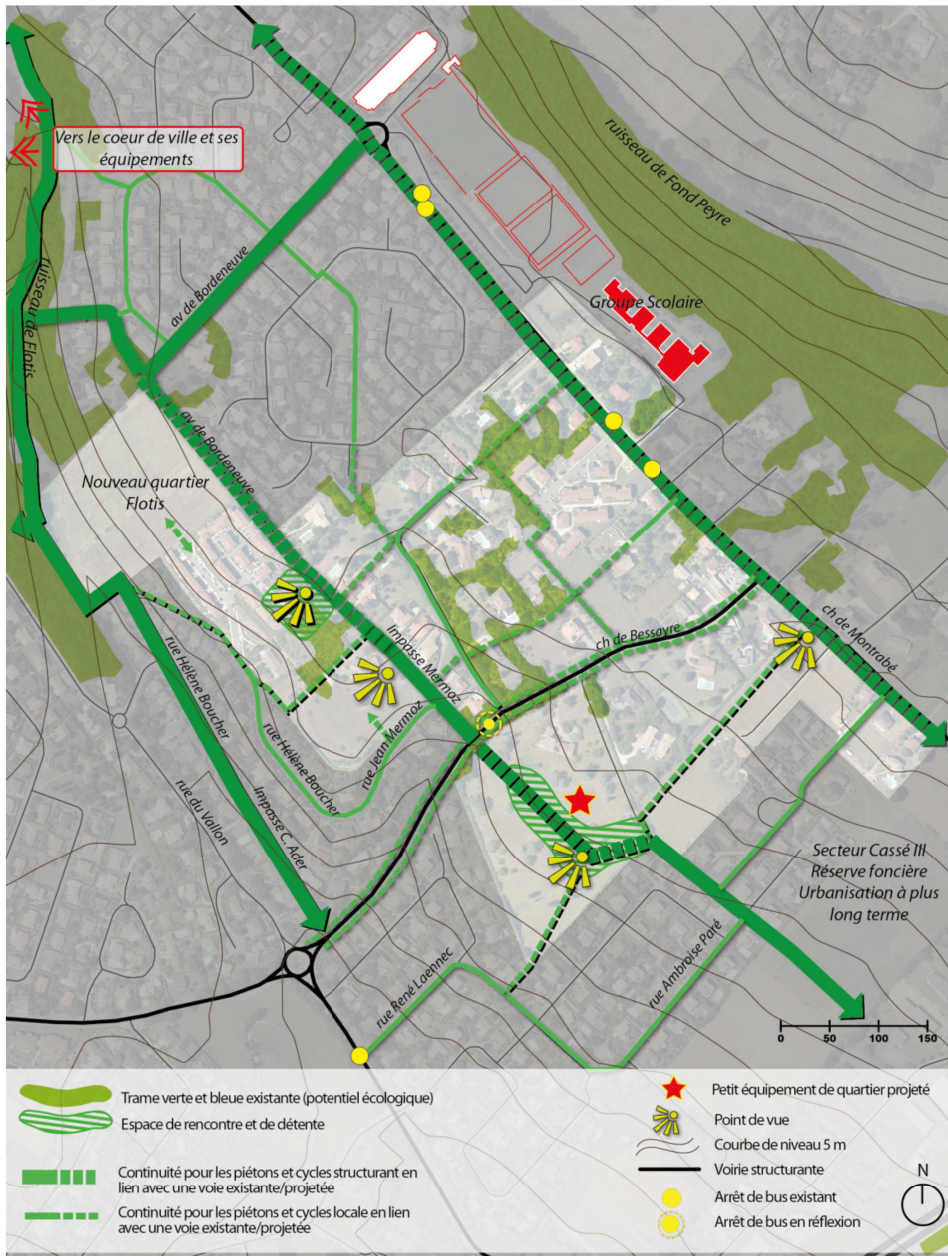 Vers le coeur de ville et ses
équipements
ruisseau de Fond Peyre
ruisseau de Flotis
av de Bordeneuve
Groupe Scolaire
av de Bordeneuve
Nouveau quartier
Flotis
Impasse Mermoz
ch de Bessayre
ch de Montrabé
rue Hélène Boucher
rue Hélène Boucher
rue Jean Mermoz
Impasse C. Ader
rue du Vallon
Secteur Cassé III
Réserve foncière
Urbanisation à plus
long terme
rue René Laennec
rue Ambroise Paré
0 50 100 150
Trame verte et bleue existante (potentiel écologique)
Espace de rencontre et de détente
Continuité pour les piétons et cycles structurant en
lien avec une voie existante/projetée
Continuité pour les piétons et cycles locale en lien
avec une voie existante/projetée
Petit équipement de quartier projeté
Point de vue
Courbe de niveau 5 m
Voirie structurante
Arrêt de bus existant
Arrêt de bus en réflexion
N